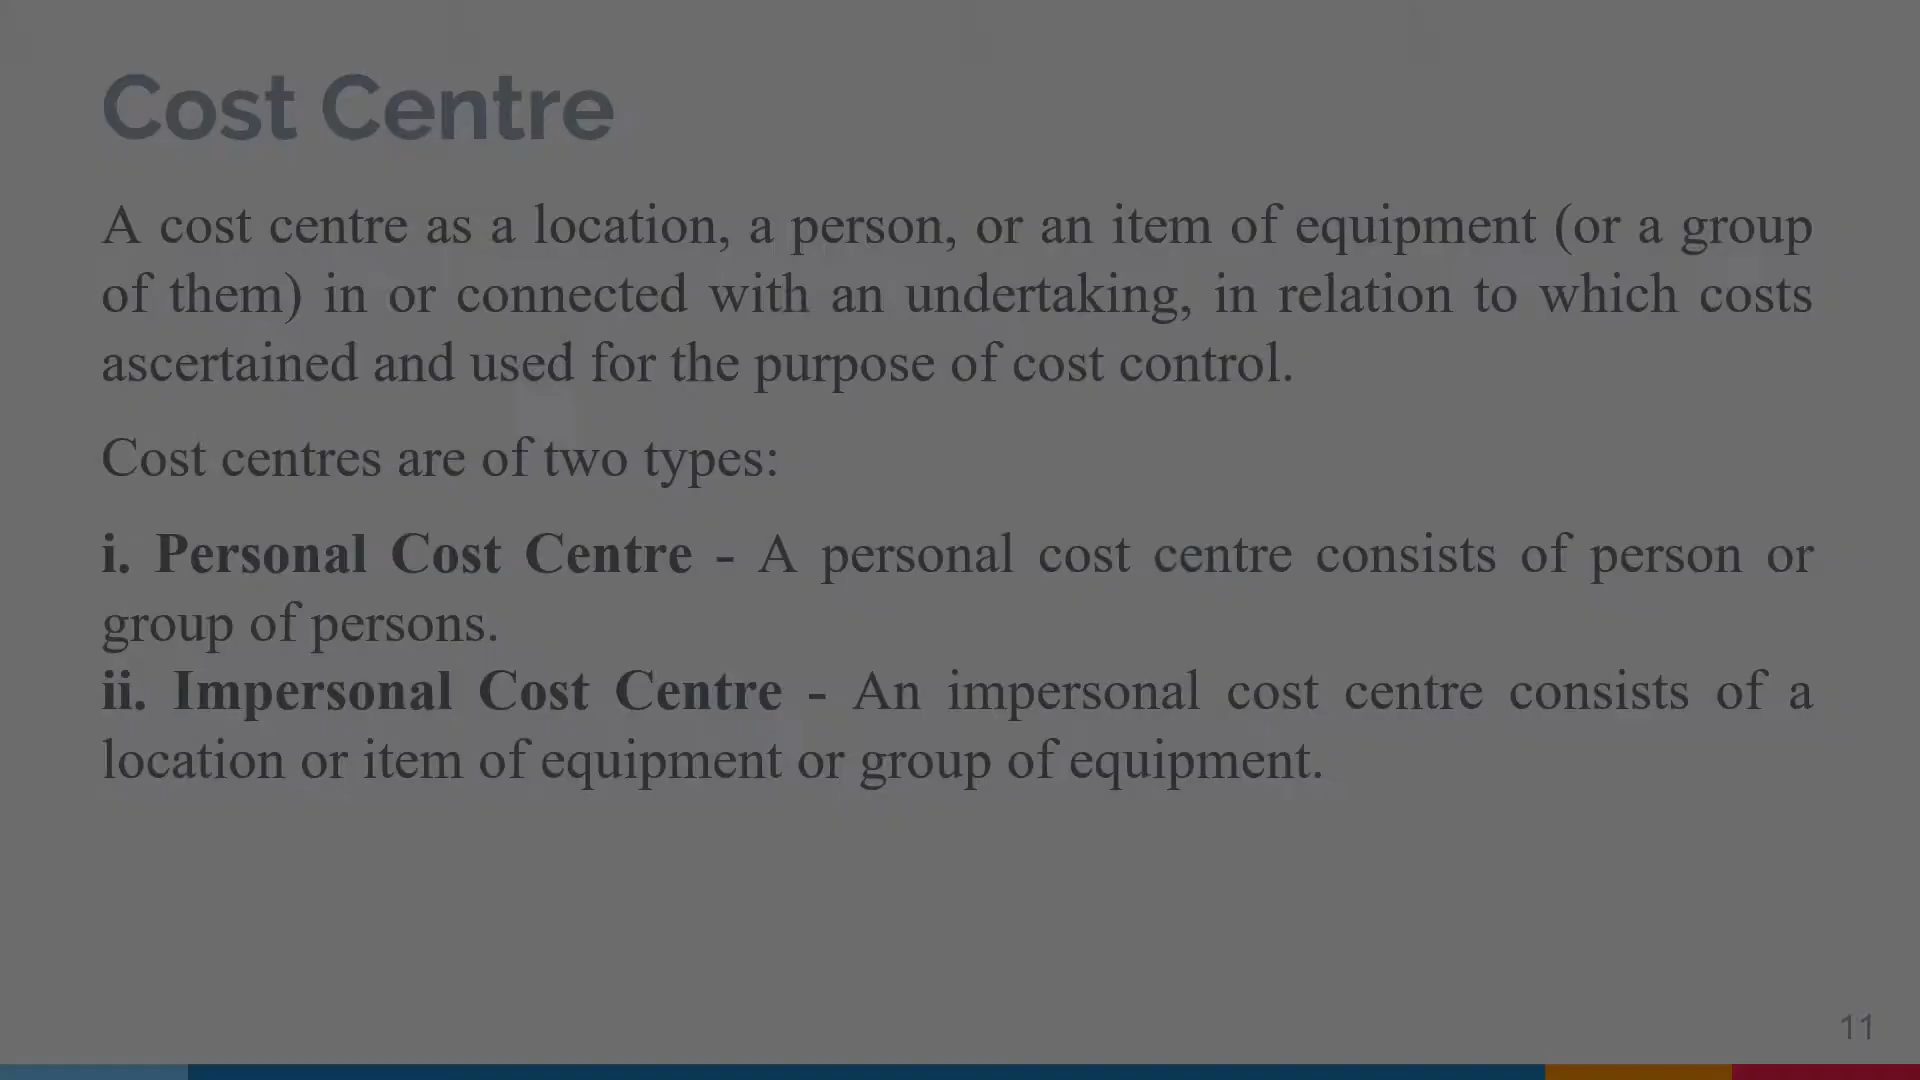 Cost Centre
A cost centre as a location, a person, or an item of equipment (or a group
of them) in or connected with an undertaking, in relation to which costs
ascertained and used for the purpose of cost control.
Cost centres are of two types:
i. Personal Cost Centre - A personal cost centre consists of person or
group of persons.
ii. Impersonal Cost Centre - An impersonal cost centre consists of a
location or item of equipment or group of equipment.
11